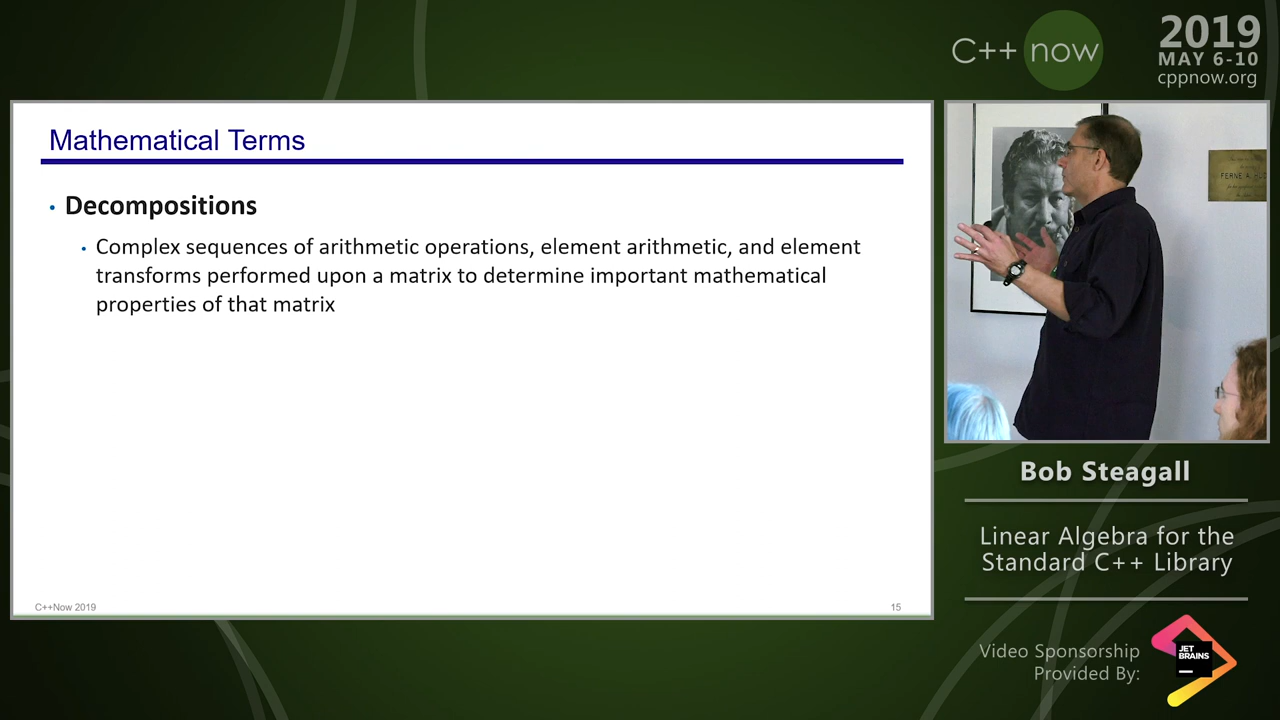 C++ now
2019
MAY 6-10
cppnow.org
Mathematical Terms
• Decompositions
• Complex sequences of arithmetic operations, element arithmetic, and element
transforms performed upon a matrix to determine important mathematical
properties of that matrix
C++Now 2019
15
FERNE A.
Bob Steagall
Linear Algebra for the
Standard C++ Library
Video Sponsorship
Provided By:
JET
BRAINS